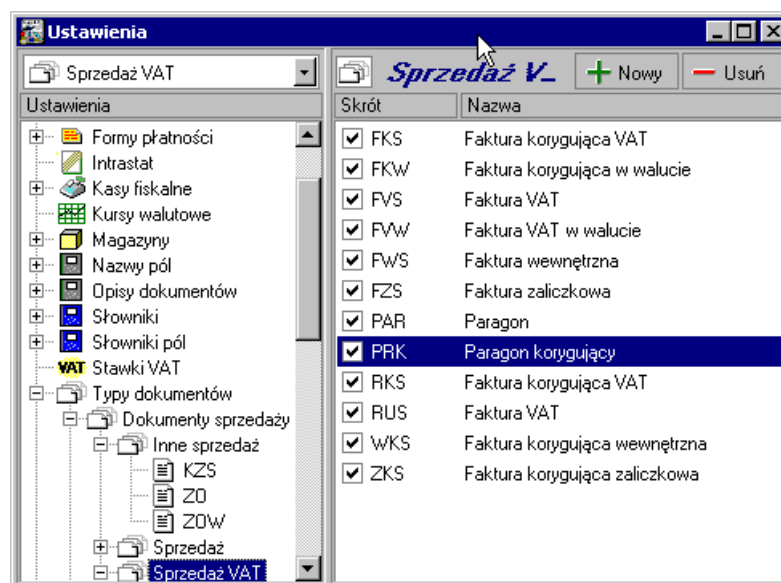 Ustawienia
Sprzedaż VAT
Sprzedaż V...
Nowy
Usuń
Ustawienia
Skrót Nazwa
Formy płatności
Intrastat
Kasy fiskalne
Kursy walutowe
Magazyny
Nazwy pól
Opisy dokumentów
Słowniki
Słowniki pól
VAT Stawki VAT
Typy dokumentów
Dokumenty sprzedaży
Inne sprzedaż
KZS
ZO
ZOW
Sprzedaż
Sprzedaż VAT
FKS Faktura korygująca VAT
FKW Faktura korygująca w walucie
FVS Faktura VAT
FVW Faktura VAT w walucie
FWS Faktura wewnętrzna
FZS Faktura zaliczkowa
PAR Paragon
PRK Paragon korygujący
RKS Faktura korygująca VAT
RUS Faktura VAT
WKS Faktura korygująca wewnętrzna
ZKS Faktura korygująca zaliczkowa